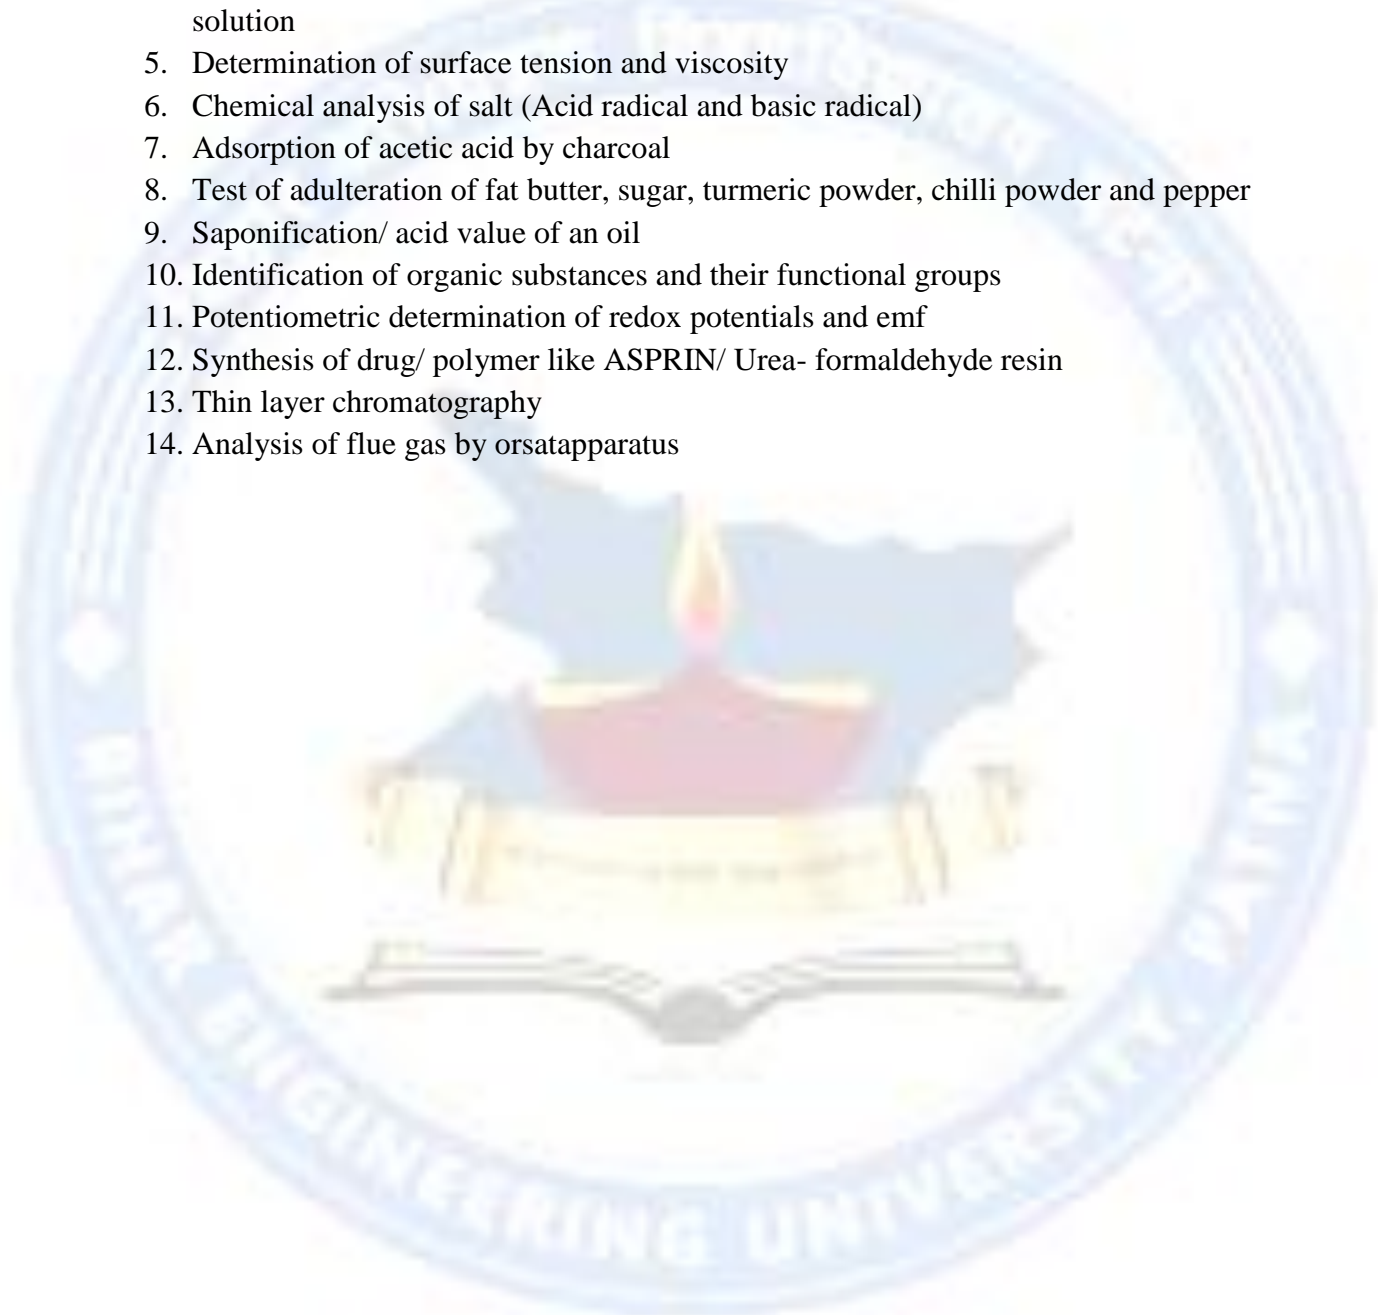 solution
5. Determination of surface tension and viscosity
6. Chemical analysis of salt (Acid radical and basic radical)
7. Adsorption of acetic acid by charcoal
8. Test of adulteration of fat butter, sugar, turmeric powder, chilli powder and pepper
9. Saponification/ acid value of an oil
10. Identification of organic substances and their functional groups
11. Potentiometric determination of redox potentials and emf
12. Synthesis of drug/ polymer like ASPRIN/ Urea- formaldehyde resin
13. Thin layer chromatography
14. Analysis of flue gas by orsatapparatus
BIHAR ENGINEERING UNIVERSITY, PATNA